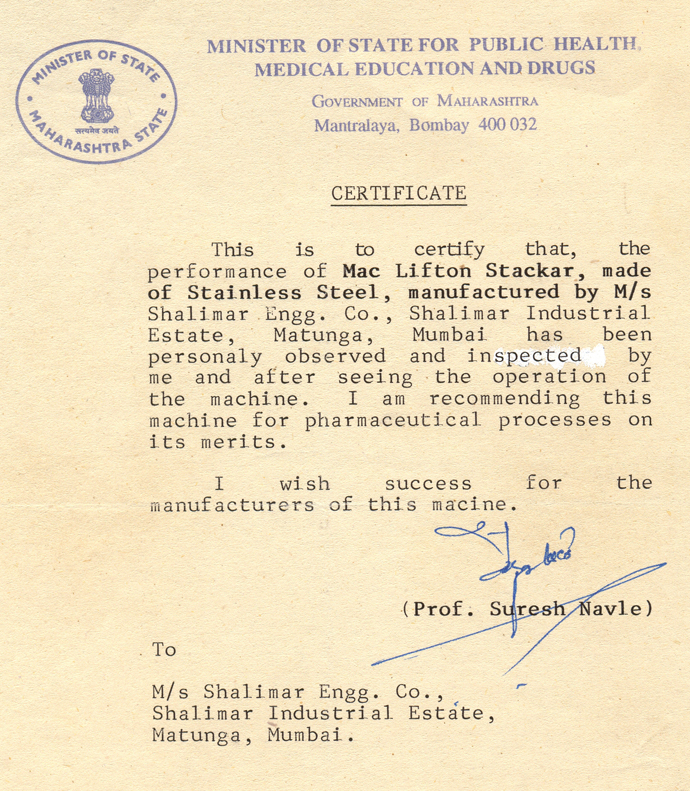 MINISTER OF STATE
सत्यमेव जयते
MAHARASHTRA STATE
MINISTER OF STATE FOR PUBLIC HEALTH,
MEDICAL EDUCATION AND DRUGS
GOVERNMENT OF MAHARASHTRA
Mantralaya, Bombay 400 032
CERTIFICATE
This is to certify that, the
performance of Mac Lifton Stackar, made
of Stainless Steel, manufactured by M/s
Shalimar Engg. Co., Shalimar Industrial
Estate, Matunga, Mumbai has been
personaly observed and inspected by
me and after seeing the operation of
the machine. I am recommending this
machine for pharmaceutical processes on
its merits.
I wish success for the
manufacturers of this macine.
(Prof. Suresh Navle)
To
M/s Shalimar Engg. Co.,
Shalimar Industrial Estate,
Matunga, Mumbai.